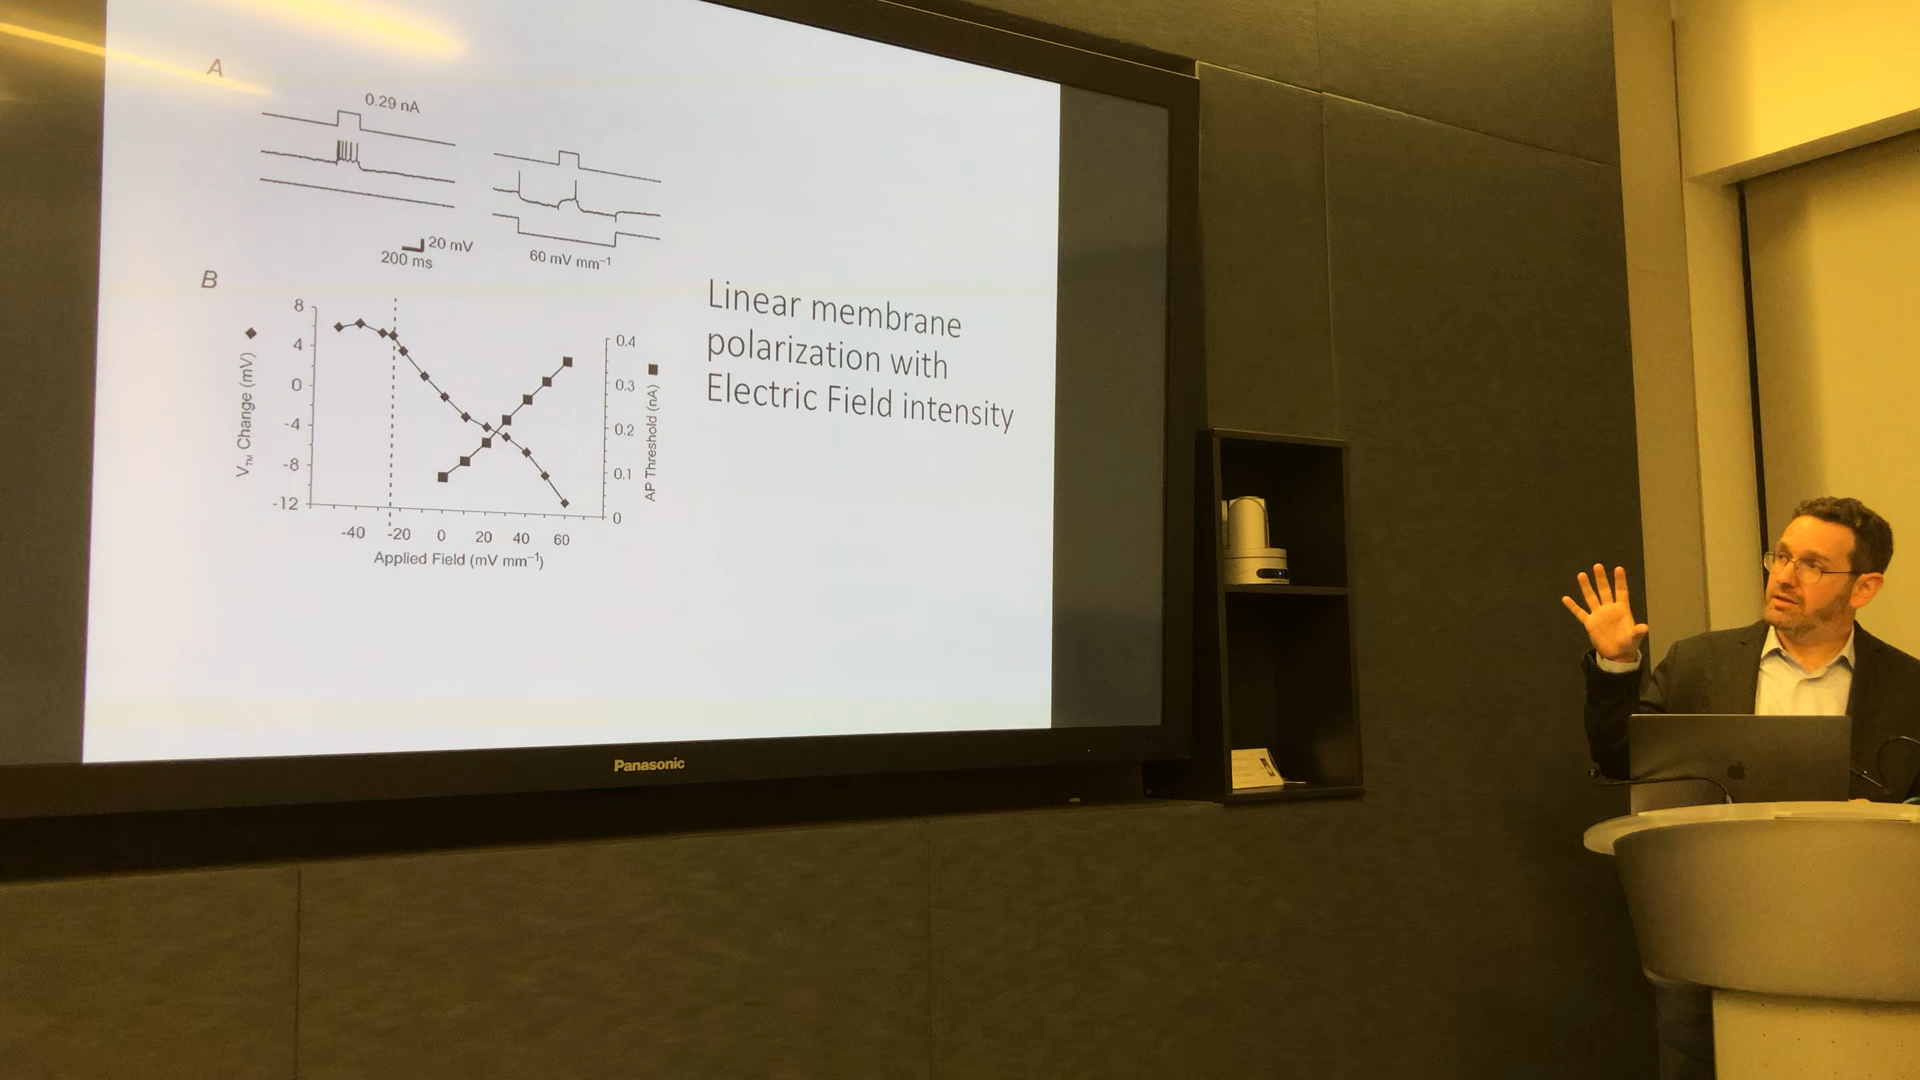 A
0.29 nA
20 mV
200 ms
60 mV mm⁻¹
B
8
4
0
-4
-8
-12
V™ Change (mV)
0.4
0.3
0.2
0.1
0
AP Threshold (nA)
-40 -20 0 20 40 60
Applied Field (mV mm⁻¹)
Linear membrane
polarization with
Electric Field intensity
Panasonic